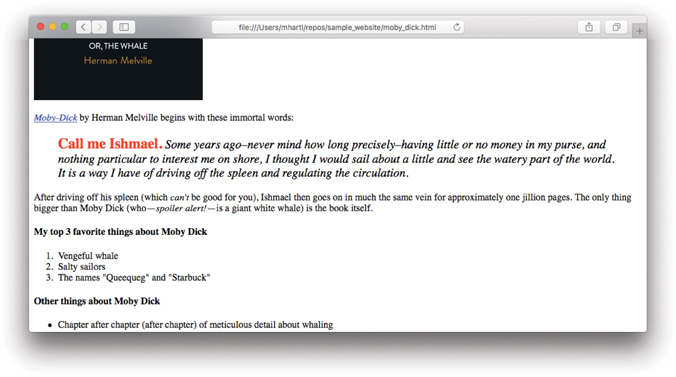 file:///Users/mhartl/repos/sample_website/moby_dick.html
OR, THE WHALE
Herman Melville
Moby-Dick by Herman Melville begins with these immortal words:
Call me Ishmael. Some years ago–never mind how long precisely–having little or no money in my purse, and
nothing particular to interest me on shore, I thought I would sail about a little and see the watery part of the world.
It is a way I have of driving off the spleen and regulating the circulation.
After driving off his spleen (which can't be good for you), Ishmael then goes on in much the same vein for approximately one jillion pages. The only thing
bigger than Moby Dick (who—spoiler alert!—is a giant white whale) is the book itself.
My top 3 favorite things about Moby Dick
1. Vengeful whale
2. Salty sailors
3. The names "Queequeg" and "Starbuck"
Other things about Moby Dick
• Chapter after chapter (after chapter) of meticulous detail about whaling